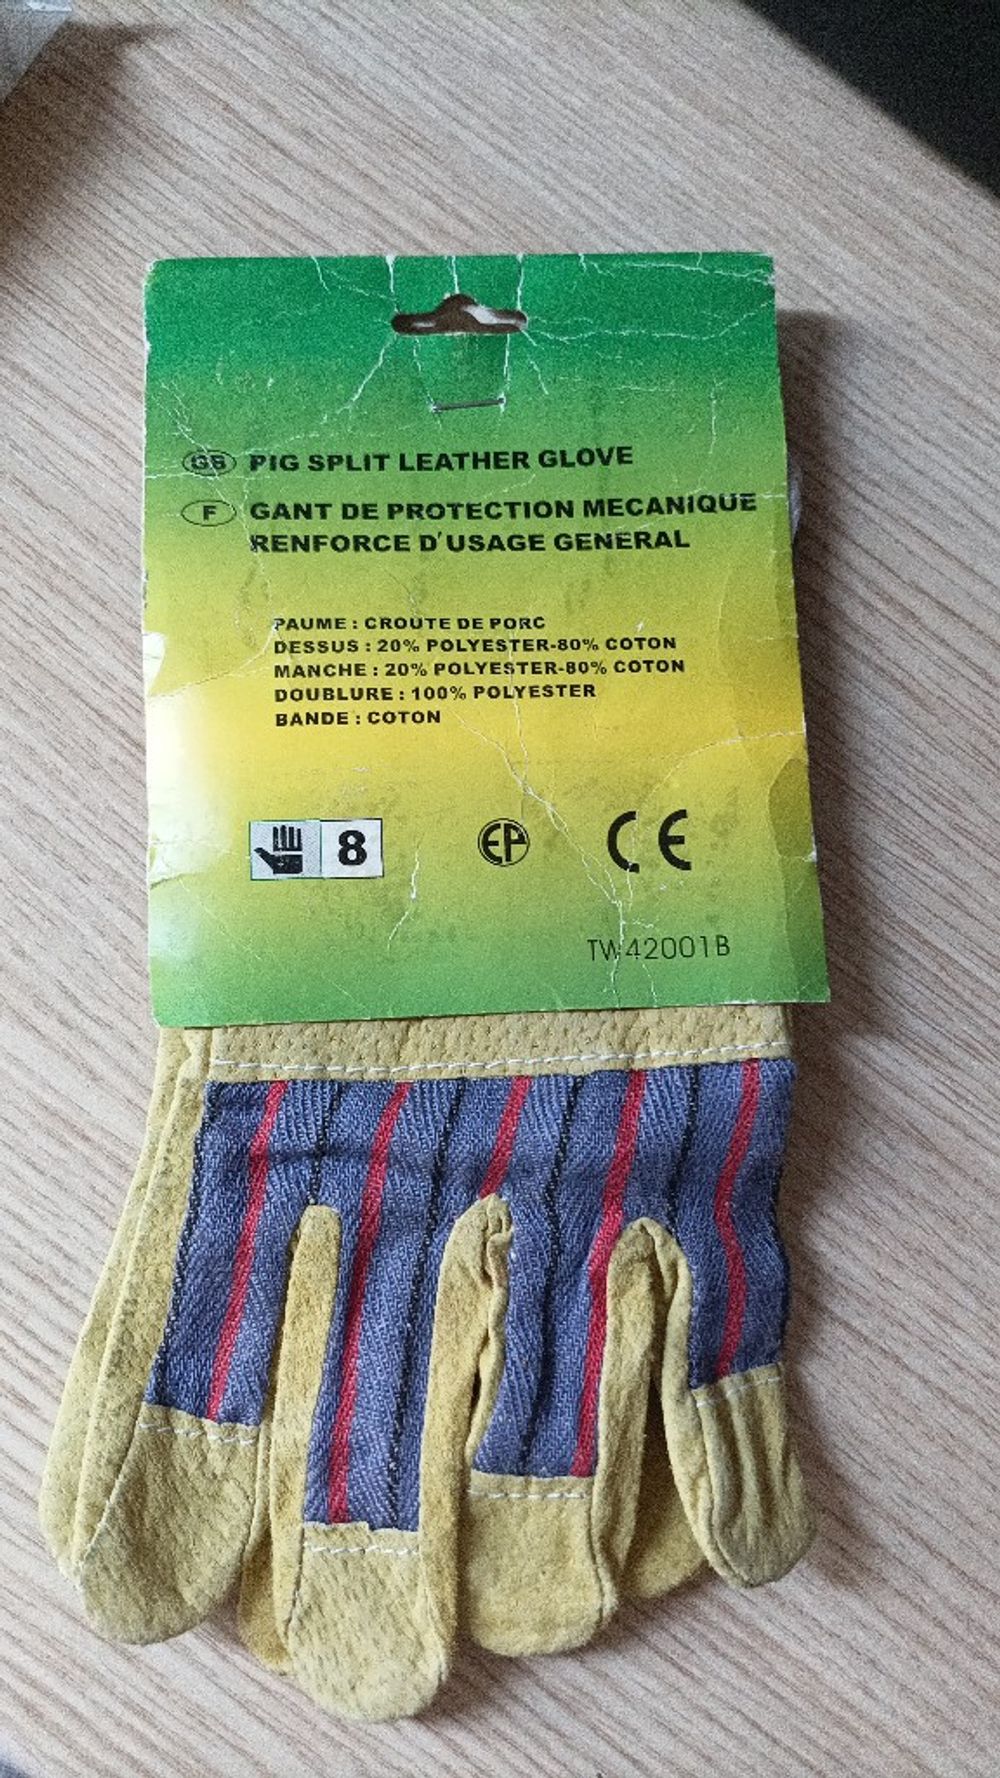 GB PIG SPLIT LEATHER GLOVE
F GANT DE PROTECTION MECANIQUE
RENFORCE D'USAGE GENERAL
PAUME : CROUTE DE PORC
DESSUS : 20% POLYESTER-80% COTON
MANCHE : 20% POLYESTER-80% COTON
DOUBLURE : 100% POLYESTER
BANDE : COTON
8 EP CE
TW42001B